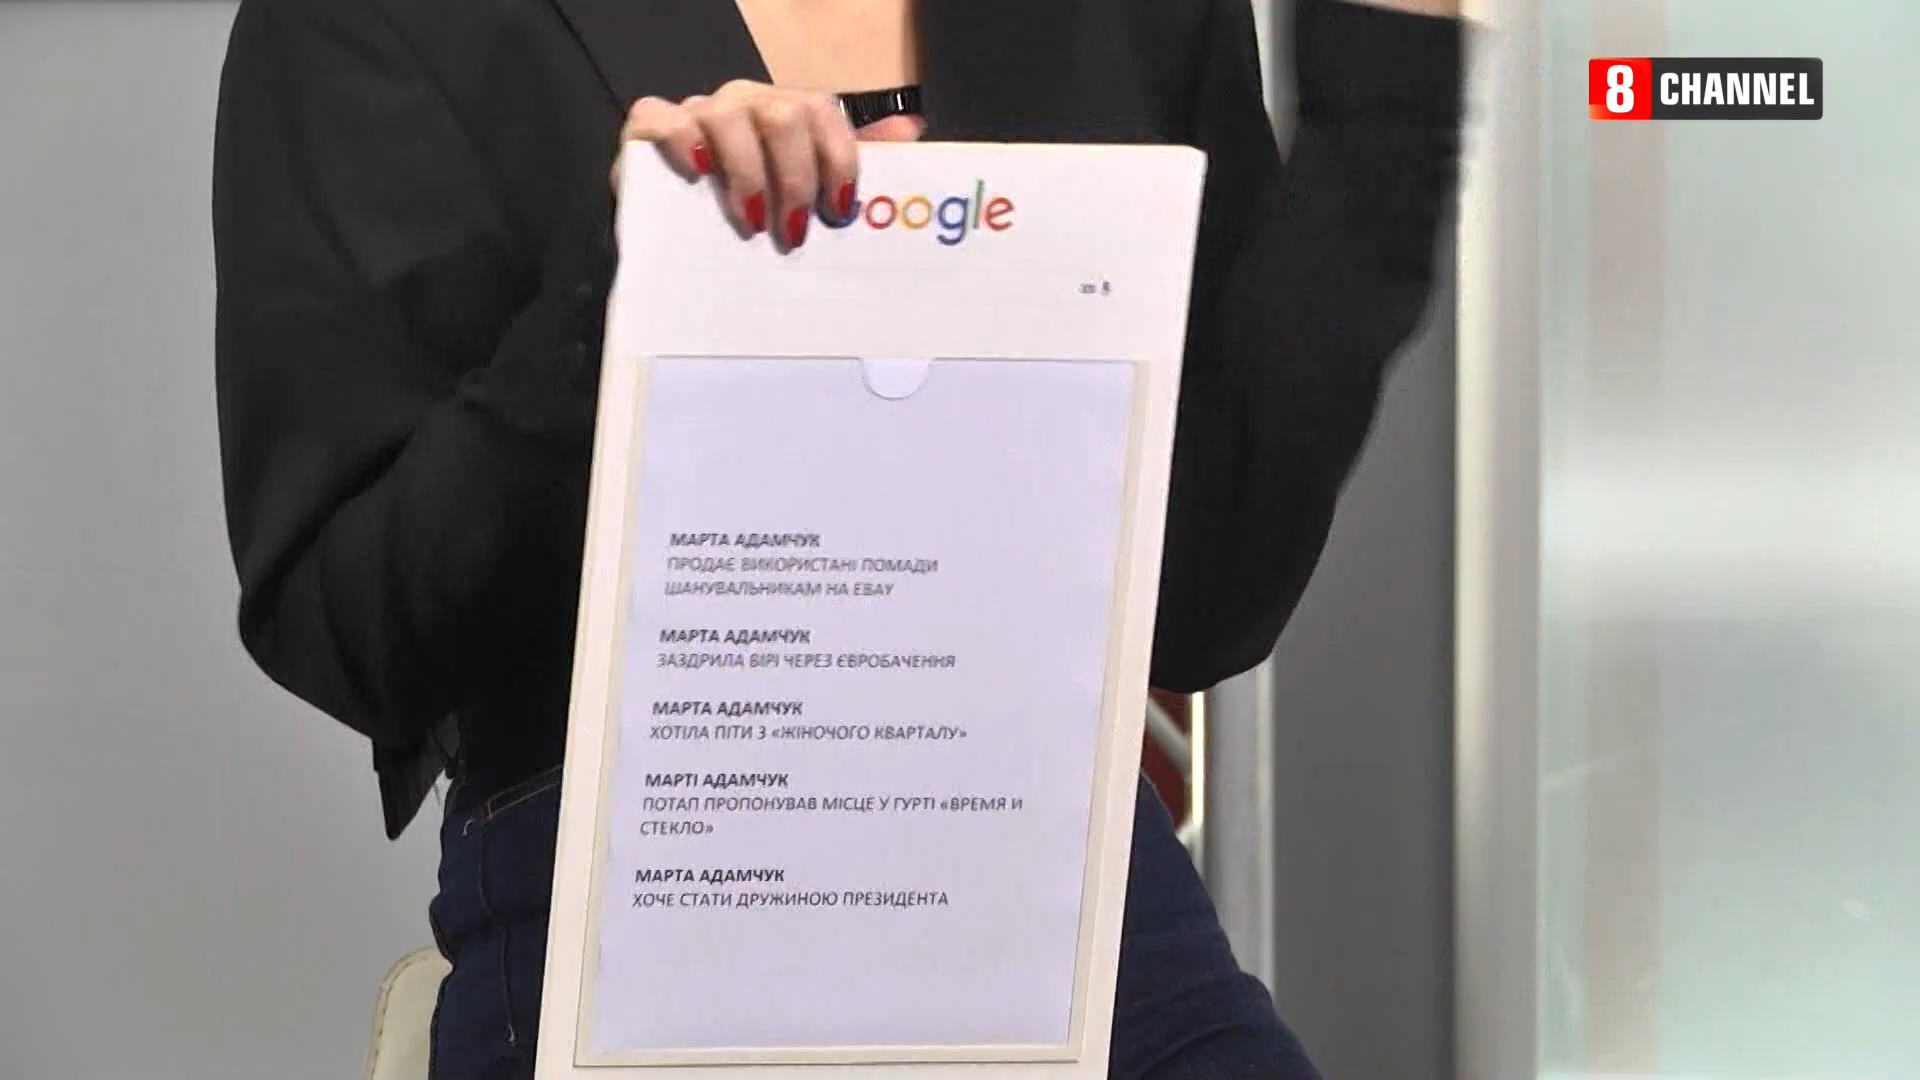 8 CHANNEL
Google
МАРТА АДАМЧУК
ПРОДАЄ ВИКОРИСТАНІ ПОМАДИ
ШАНУВАЛЬНИКАМ НА EBAY
МАРТА АДАМЧУК
ЗАЗДРИЛА ВІРІ ЧЕРЕЗ ЄВРОБАЧЕННЯ
МАРТА АДАМЧУК
ХОТІЛА ПІТИ З «ЖІНОЧОГО КВАРТАЛУ»
МАРТІ АДАМЧУК
ПОТАП ПРОПОНУВАВ МІСЦЕ У ГУРТІ «ВРЕМЯ И
СТЕКЛО»
МАРТА АДАМЧУК
ХОЧЕ СТАТИ ДРУЖИНОЮ ПРЕЗИДЕНТА